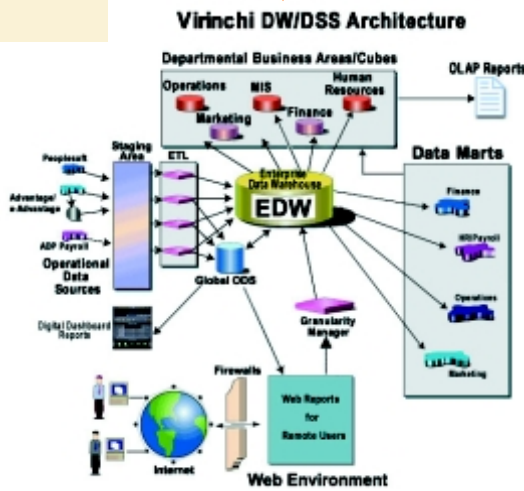 Virinchi DW/DSS Architecture
Departmental Business Areas/Cubes
Operations
MIS
Human
Resources
Marketing
Finance
OLAP Reports
Staging
Area
ETL
Peoplesoft
Advantage/
e-Advantage
ADP Payroll
Operational
Data
Sources
Enterprise
Data Warehouse
EDW
Global ODS
Data Marts
Finance
HR/Payroll
Operations
Marketing
Digital Dashboard
Reports
Granularity
Manager
Firewalls
Internet
Web Reports
for
Remote Users
Web Environment